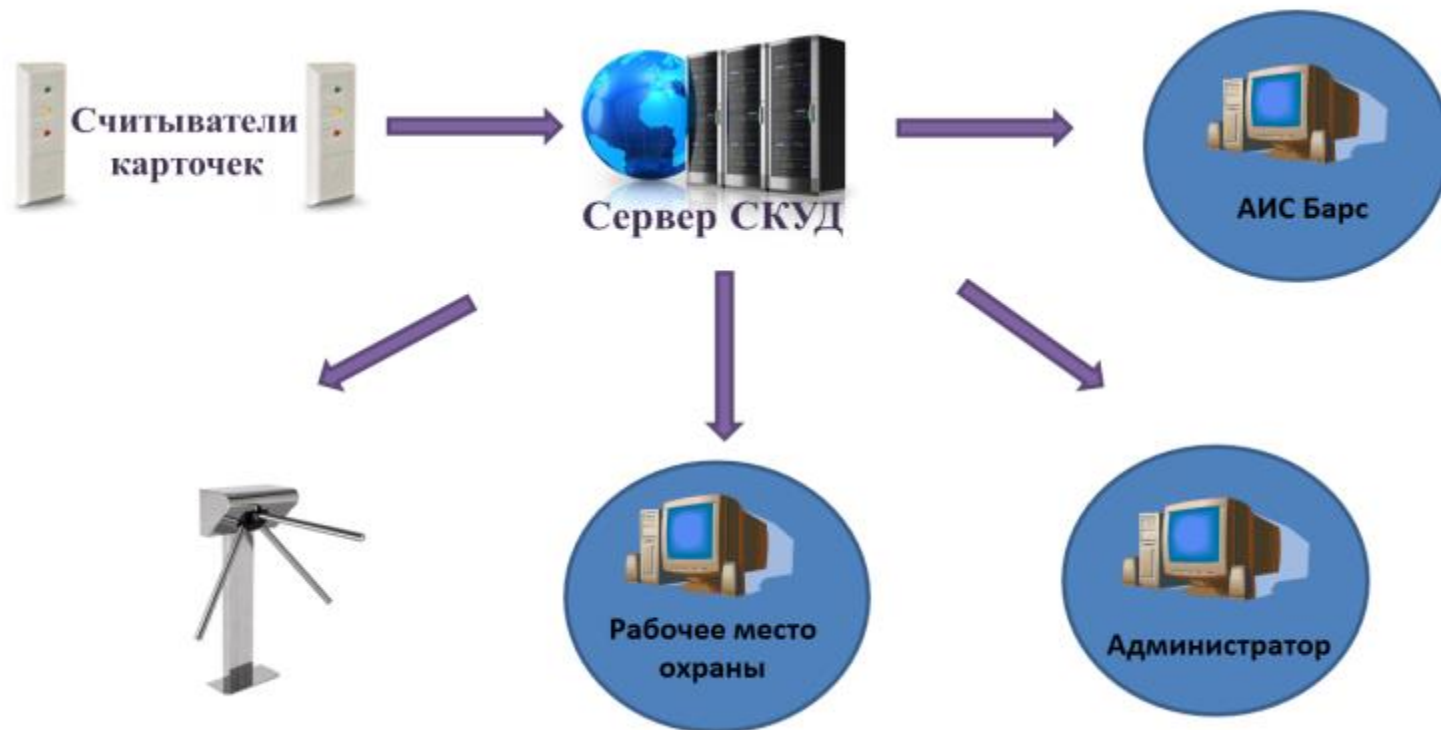 Считыватели
карточек
Сервер СКУД
АИС Барс
Рабочее место
охраны
Администратор